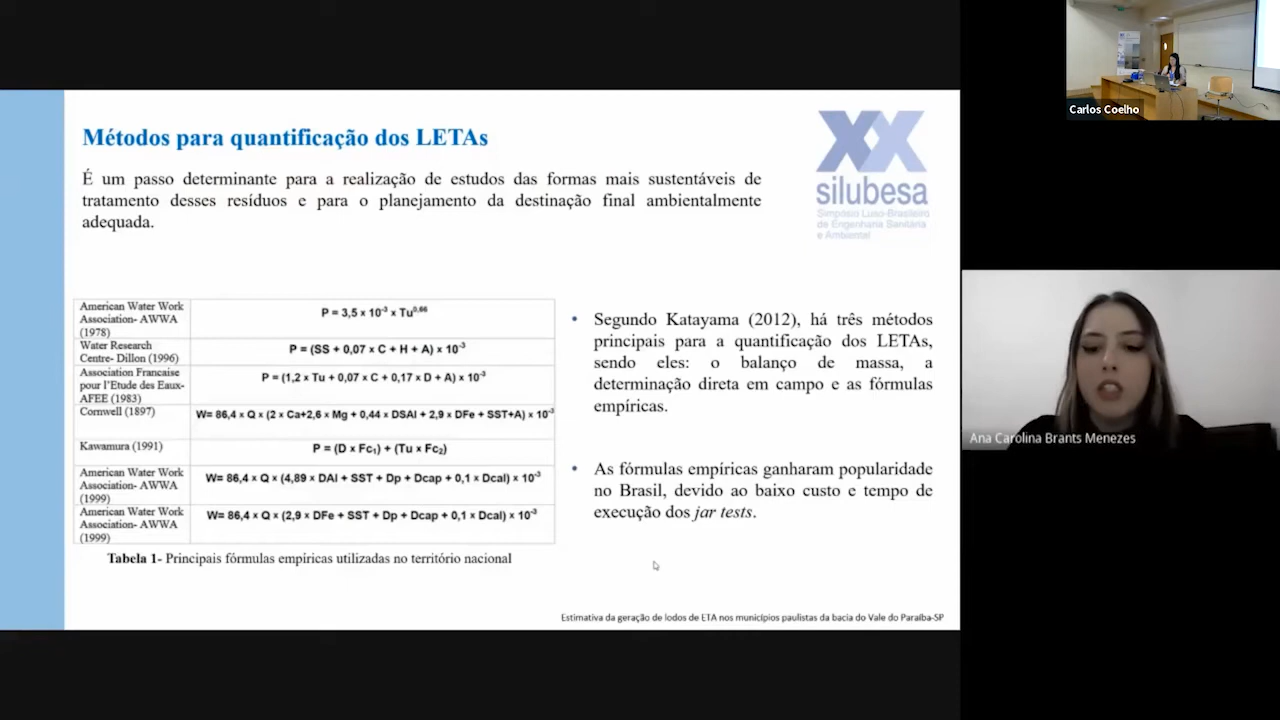 Métodos para quantificação dos LETAs
É um passo determinante para a realização de estudos das formas mais sustentáveis de
tratamento desses resíduos e para o planejamento da destinação final ambientalmente
adequada.
XX
silubesa
Simpósio Luso-Brasileiro
de Engenharia Sanitária
e Ambiental
American Water Work
Association- AWWA
(1978)
P = 3,5 x 10⁻³ x Tu⁰,⁶⁶
Water Research
Centre- Dillon (1996)
P = (SS + 0,07 x C + H + A) x 10⁻³
Association Francaise
pour l'Etude des Eaux-
AFEE (1983)
P = (1,2 x Tu + 0,07 x C + 0,17 x D + A) x 10⁻³
Cornwell (1897)
W= 86,4 x Q x (2 x Ca+2,6 x Mg + 0,44 x DSAl + 2,9 x DFe + SST+A) x 10⁻³
Kawamura (1991)
P = (D x Fc₁) + (Tu x Fc₂)
American Water Work
Association- AWWA
(1999)
W= 86,4 x Q x (4,89 x DAl + SST + Dp + Dcap + 0,1 x Dcal) x 10⁻³
American Water Work
Association- AWWA
(1999)
W= 86,4 x Q x (2,9 x DFe + SST + Dp + Dcap + 0,1 x Dcal) x 10⁻³
Tabela 1- Principais fórmulas empíricas utilizadas no território nacional
• Segundo Katayama (2012), há três métodos
principais para a quantificação dos LETAs,
sendo eles: o balanço de massa, a
determinação direta em campo e as fórmulas
empíricas.
• As fórmulas empíricas ganharam popularidade
no Brasil, devido ao baixo custo e tempo de
execução dos jar tests.
Estimativa da geração de lodos de ETA nos municípios paulistas da bacia do Vale do Paraíba-SP
Carlos Coelho
Ana Carolina Brants Menezes